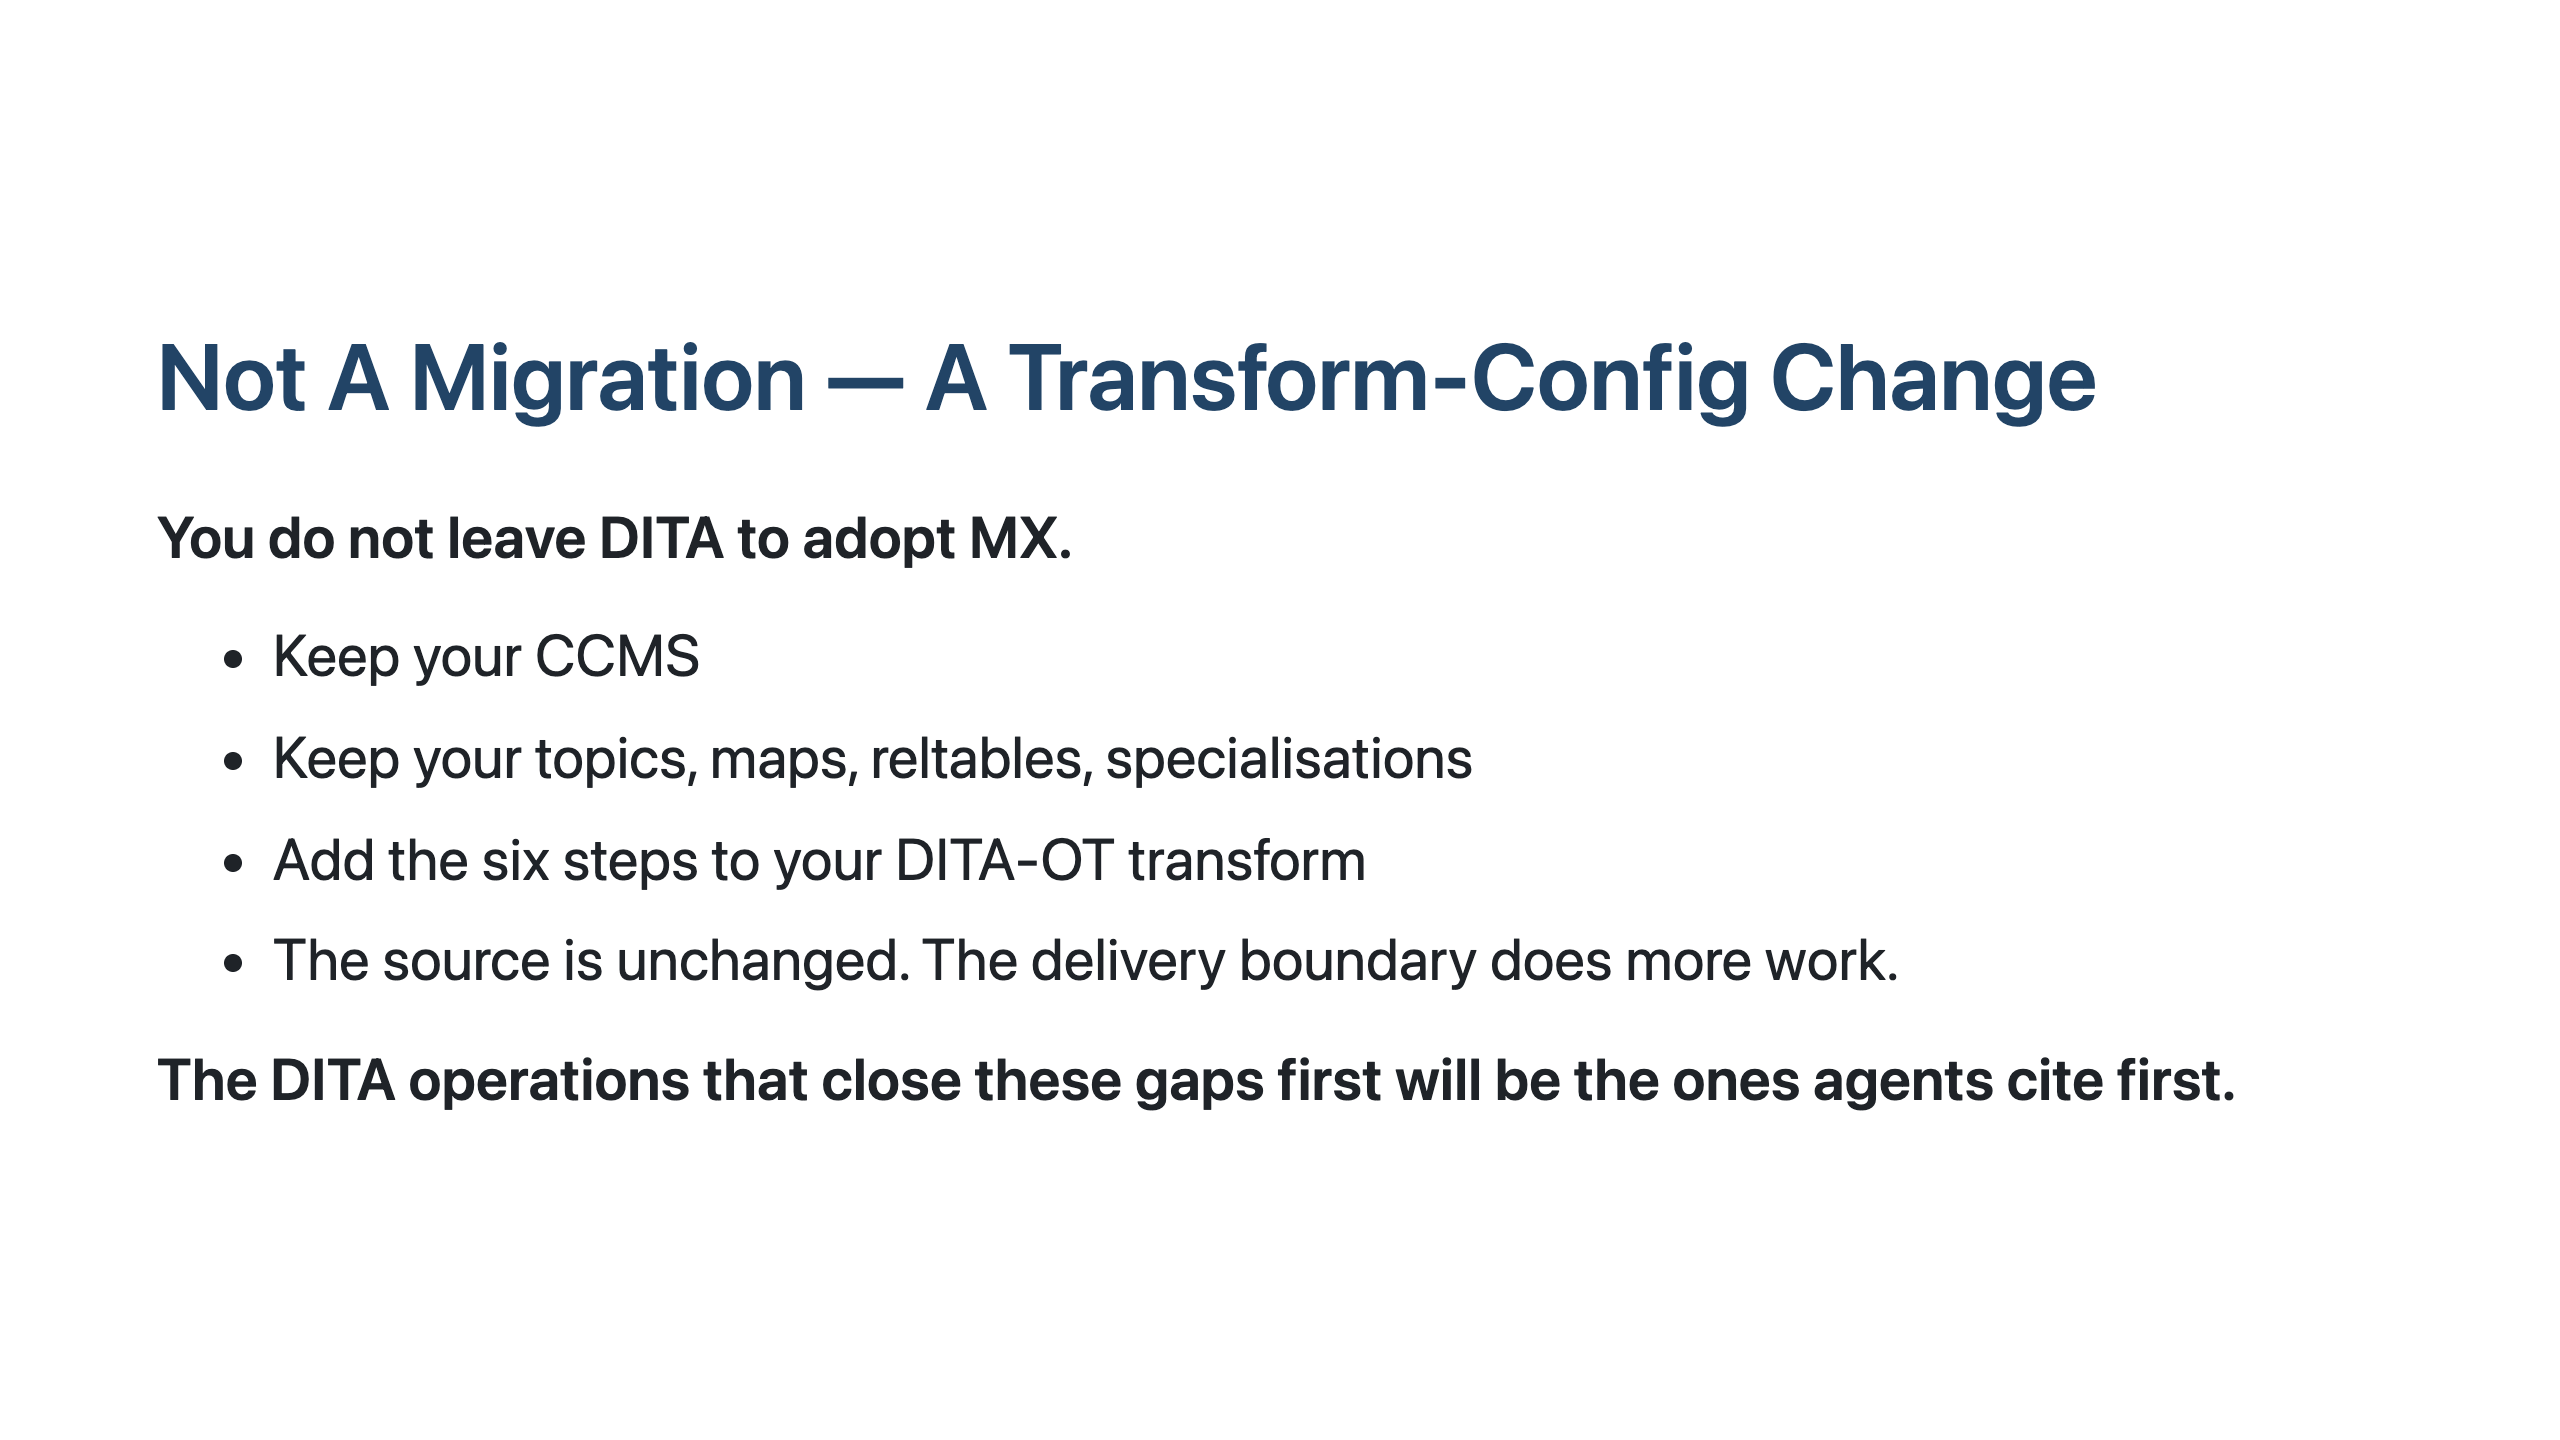 Not A Migration — A Transform-Config Change
You do not leave DITA to adopt MX.
• Keep your CCMS
• Keep your topics, maps, reltables, specialisations
• Add the six steps to your DITA-OT transform
• The source is unchanged. The delivery boundary does more work.
The DITA operations that close these gaps first will be the ones agents cite first.